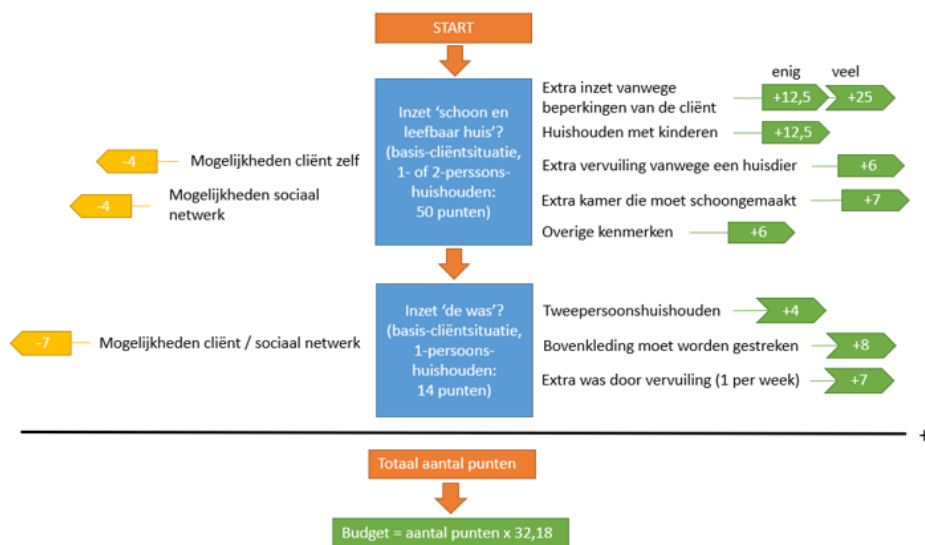 START
enig veel
Inzet ‘schoon en
leefbaar huis’?
(basis-cliëntsituatie,
1- of 2-perssons-
huishouden:
50 punten)
-4 Mogelijkheden cliënt zelf
-4 Mogelijkheden sociaal
netwerk
Extra inzet vanwege
beperkingen van de cliënt +12,5 +25
Huishouden met kinderen +12,5
Extra vervuiling vanwege een huisdier +6
Extra kamer die moet schoongemaakt +7
Overige kenmerken +6
Inzet ‘de was’?
(basis-cliëntsituatie,
1-persoons-
huishouden:
14 punten)
-7 Mogelijkheden cliënt / sociaal netwerk
Tweepersoonshuishouden +4
Bovenkleding moet worden gestreken +8
Extra was door vervuiling (1 per week) +7
+
Totaal aantal punten
Budget = aantal punten x 32,18